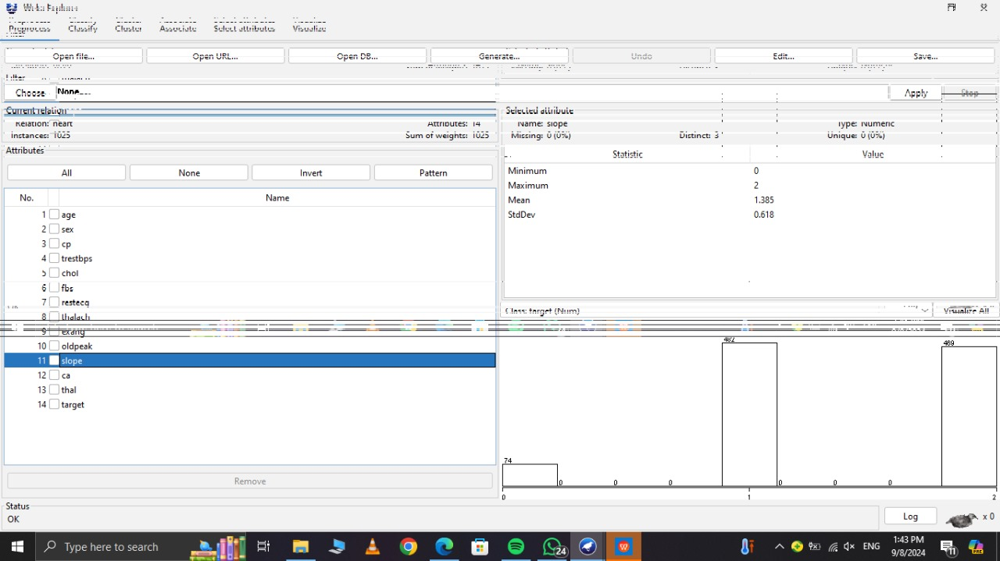 Weka Explorer
Preprocess Classify Cluster Associate Select attributes Visualize
Open file... Open URL... Open DB... Generate... Undo Edit... Save...
Filter
Choose None Apply Stop
Current relation
Relation: heart Attributes: 14
Instances: 1025 Sum of weights: 1025
Selected attribute
Name: slope Type: Numeric
Missing: 0 (0%) Distinct: 3 Unique: 0 (0%)
Attributes
All None Invert Pattern
No. Name
1 age
2 sex
3 cp
4 trestbps
5 chol
6 fbs
7 restecg
8 thalach
9 exang
10 oldpeak
11 slope
12 ca
13 thal
14 target
Remove
Statistic Value
Minimum 0
Maximum 2
Mean 1.385
StdDev 0.618
Class: target (Num) Visualize All
74 0 0 0 482 0 0 0 469
0 1 2
Status
OK
Log x 0
Type here to search
24
ENG
1:43 PM
9/8/2024
11